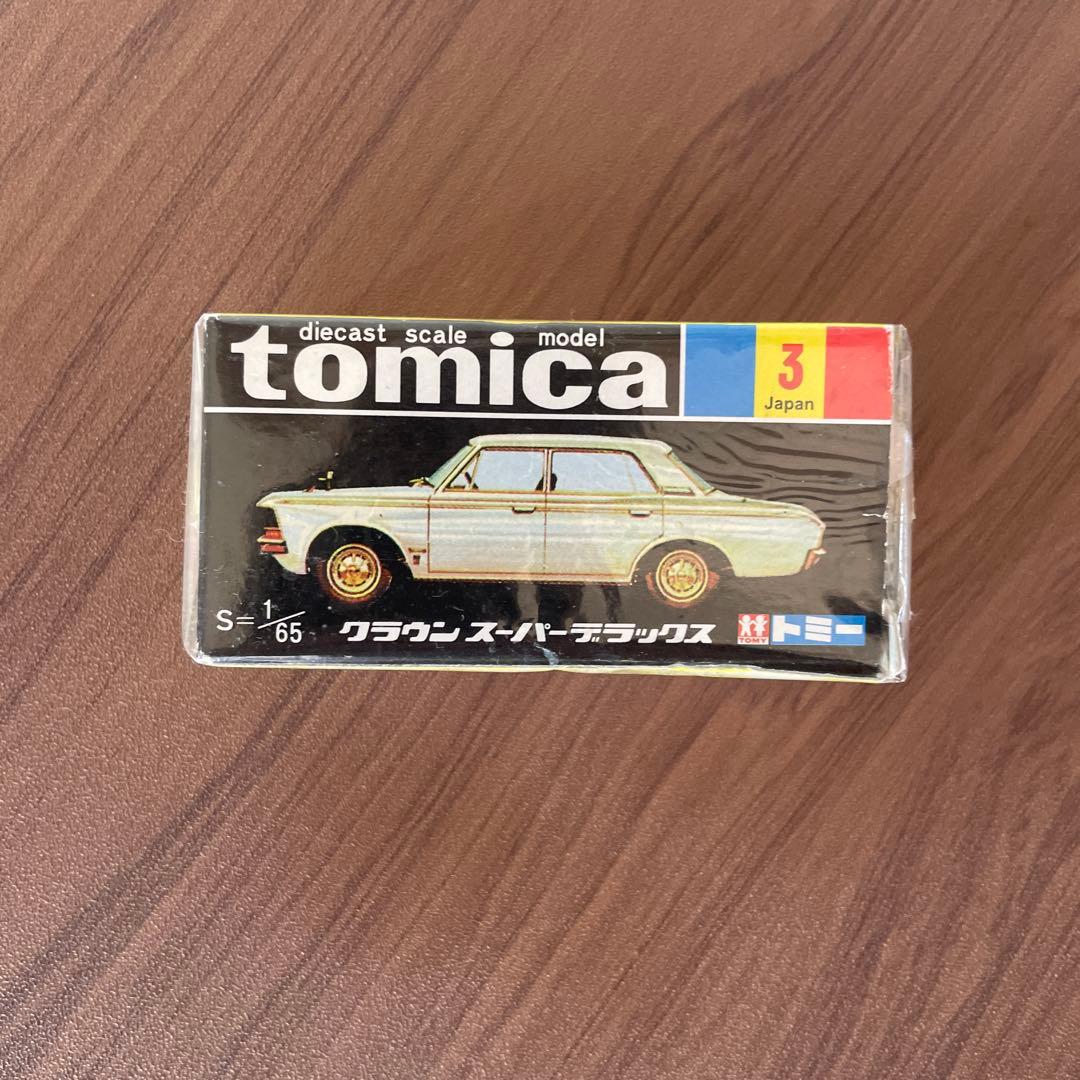 diecast scale model
tomica
3
Japan
S=1/65
クラウン スーパーデラックス
TOMY
トミー